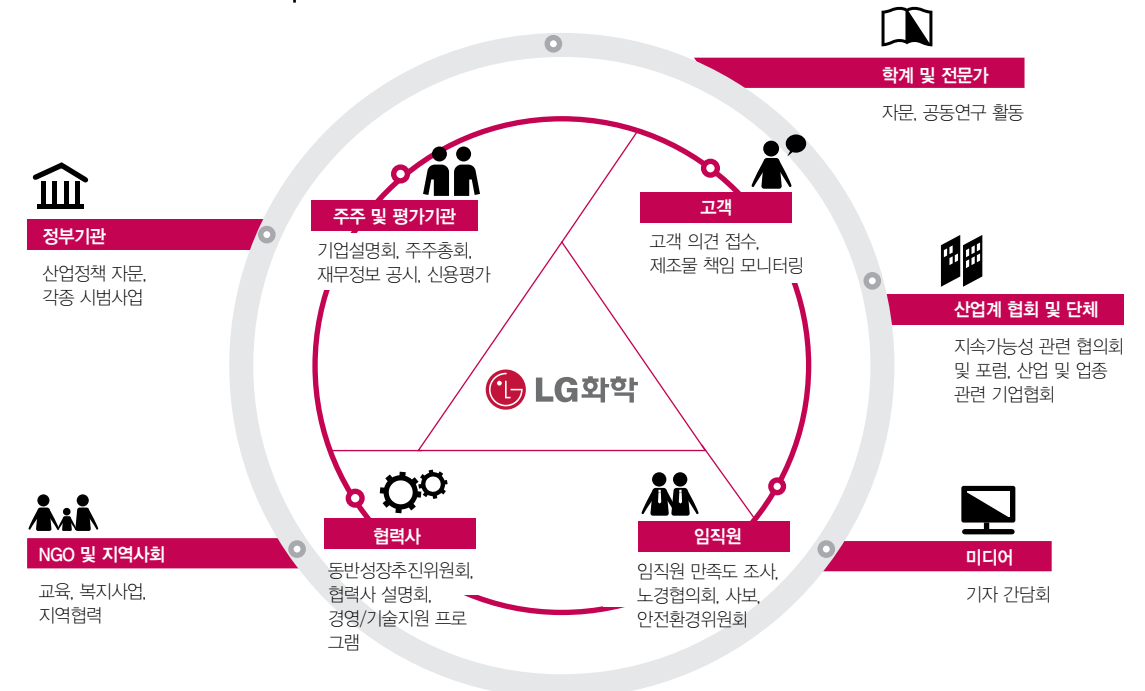 학계 및 전문가
자문, 공동연구 활동
주주 및 평가기관
기업설명회, 주주총회,
재무정보 공시, 신용평가
고객
고객 의견 접수,
제조물 책임 모니터링
정부기관
산업정책 자문,
각종 시범사업
산업계 협회 및 단체
지속가능성 관련 협의회
및 포럼, 산업 및 업종
관련 기업협회
LG화학
협력사
동반성장추진위원회,
협력사 설명회,
경영/기술지원 프로
그램
임직원
임직원 만족도 조사,
노경협의회, 사보,
안전환경위원회
NGO 및 지역사회
교육, 복지사업,
지역협력
미디어
기자 간담회